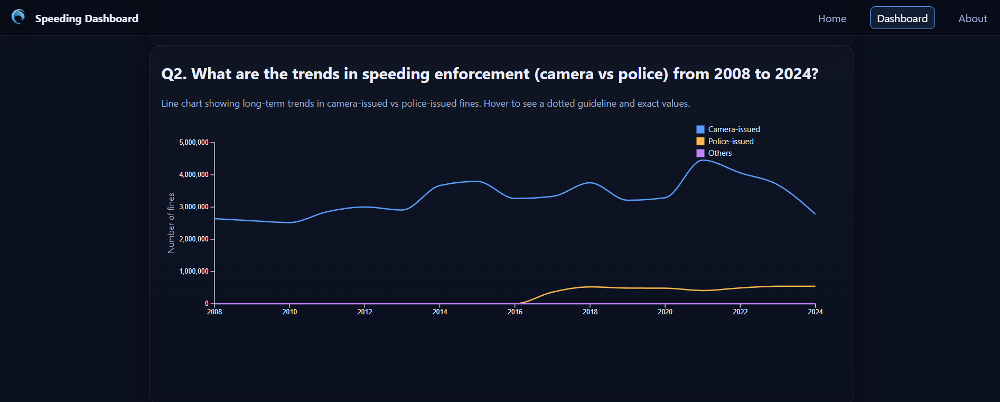 Speeding Dashboard
Home
Dashboard
About
Q2. What are the trends in speeding enforcement (camera vs police) from 2008 to 2024?
Line chart showing long-term trends in camera-issued vs police-issued fines. Hover to see a dotted guideline and exact values.
Camera-issued
Police-issued
Others
Number of fines
5,000,000
4,000,000
3,000,000
2,000,000
1,000,000
0
2008 2010 2012 2014 2016 2018 2020 2022 2024